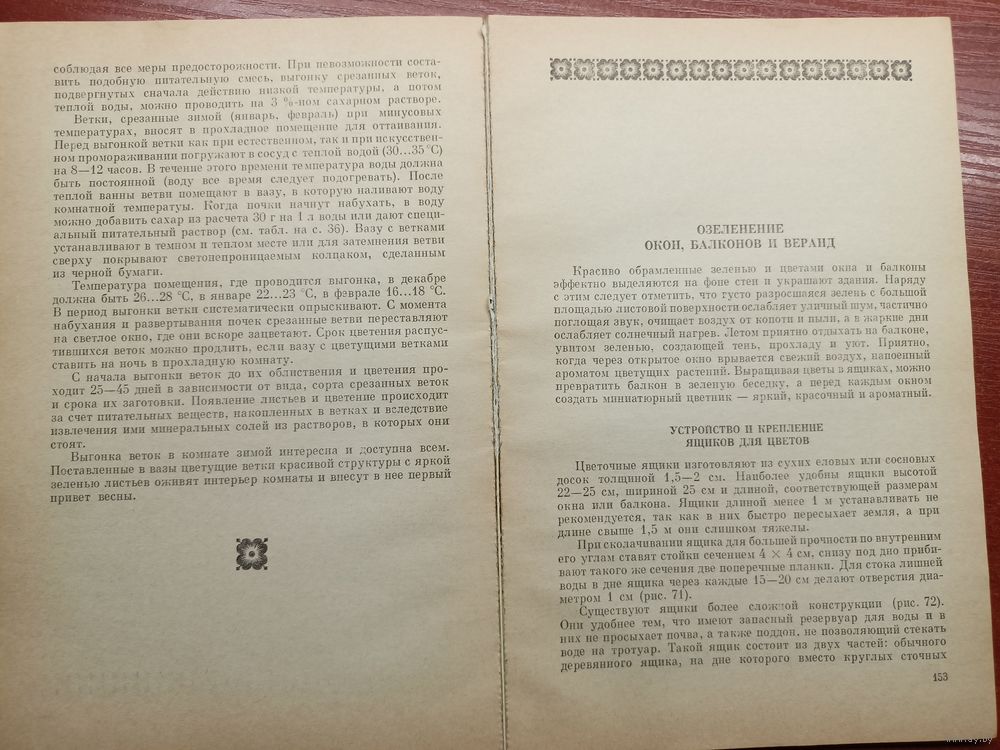 соблюдая все меры предосторожности. При невозможности соста-
вить подобную питательную смесь, выгонку срезанных веток,
подвергнутых сначала действию низкой температуры, а потом
теплой воды, можно проводить на 3 %-ном сахарном растворе.
Ветки, срезанные зимой (январь, февраль) при минусовых
температурах, вносят в прохладное помещение для оттаивания.
Перед выгонкой ветки как при естественном, так и при искусствен-
ном промораживании погружают в сосуд с теплой водой (30...35 °С)
на 8—12 часов. В течение этого времени температура воды должна
быть постоянной (воду все время следует подогревать). После
теплой ванны ветви помещают в вазу, в которую наливают воду
комнатной температуы. Когда почки начнут набухать, в воду
можно добавить сахар из расчета 30 г на 1 л воды или дают специ-
альный питательный раствор (см. табл. на с. 36). Вазу с ветками
устанавливают в темном и теплом месте или для затемнения ветви
сверху покрывают светонепроницаемым колпаком, сделанным
из черной бумаги.
Температура помещения, где проводится выгонка, в декабре
должна быть 26...28 °С, в январе 22...23 °С, в феврале 16...18 °С.
В период выгонки ветки систематически опрыскивают. С момента
набухания и развертывания почек срезанные ветви переставляют
на светлое окно, где они вскоре зацветают. Срок цветения распус-
тившихся веток можно продлить, если вазу с цветущими ветками
ставить на ночь в прохладную комнату.
С начала выгонки веток до их облиствения и цветения про-
ходит 25—45 дней в зависимости от вида, сорта срезанных веток
и срока их заготовки. Появление листьев и цветение происходит
за счет питательных веществ, накопленных в ветках и вследствие
извлечения ими минеральных солей из растворов, в которых они
стоят.
Выгонка веток в комнате зимой интересна и доступна всем.
Поставленные в вазы цветущие ветки красивой структуры с яркой
зеленью листьев оживят интерьер комнаты и внесут в нее первый
привет весны.
ОЗЕЛЕНЕНИЕ
ОКОН, БАЛКОНОВ И ВЕРАНД
Красиво обрамленные зеленью и цветами окна и балконы
эффектно выделяются на фоне стен и украшают здания. Наряду
с этим следует отметить, что густо разросшаяся зелень с большой
площадью листовой поверхности ослабляет уличный шум, частично
поглощая звук, очищает воздух от копоти и пыли, а в жаркие дни
ослабляет солнечный нагрев. Летом приятно отдыхать на балконе,
увитом зеленью, создающей тень, прохладу и уют. Приятно,
когда через открытое окно врывается свежий воздух, напоенный
ароматом цветущих растений. Выращивая цветы в ящиках, можно
превратить балкон в зеленую беседку, а перед каждым окном
создать миниатюрный цветник — яркий, красочный и ароматный.
УСТРОЙСТВО И КРЕПЛЕНИЕ
ЯЩИКОВ ДЛЯ ЦВЕТОВ
Цветочные ящики изготовляют из сухих еловых или сосновых
досок толщиной 1,5—2 см. Наиболее удобны ящики высотой
22—25 см, шириной 25 см и длиной, соответствующей размерам
окна или балкона. Ящики длиной менее 1 м устанавливать не
рекомендуется, так как в них быстро пересыхает земля, а при
длине свыше 1,5 м они слишком тяжелы.
При сколачивании ящика для большей прочности по внутренним
его углам ставят стойки сечением 4 × 4 см, снизу под дно приби-
вают такого же сечения две поперечные планки. Для стока лишней
воды в дне ящика через каждые 15—20 см делают отверстия диа-
метром 1 см (рис. 71).
Существуют ящики более сложной конструкции (рис. 72).
Они удобнее тем, что имеют запасный резервуар для воды и в
них не просыхает почва, а также поддон, не позволяющий стекать
воде на тротуар. Такой ящик состоит из двух частей: обычного
деревянного ящика, на дне которого вместо круглых сточных
153